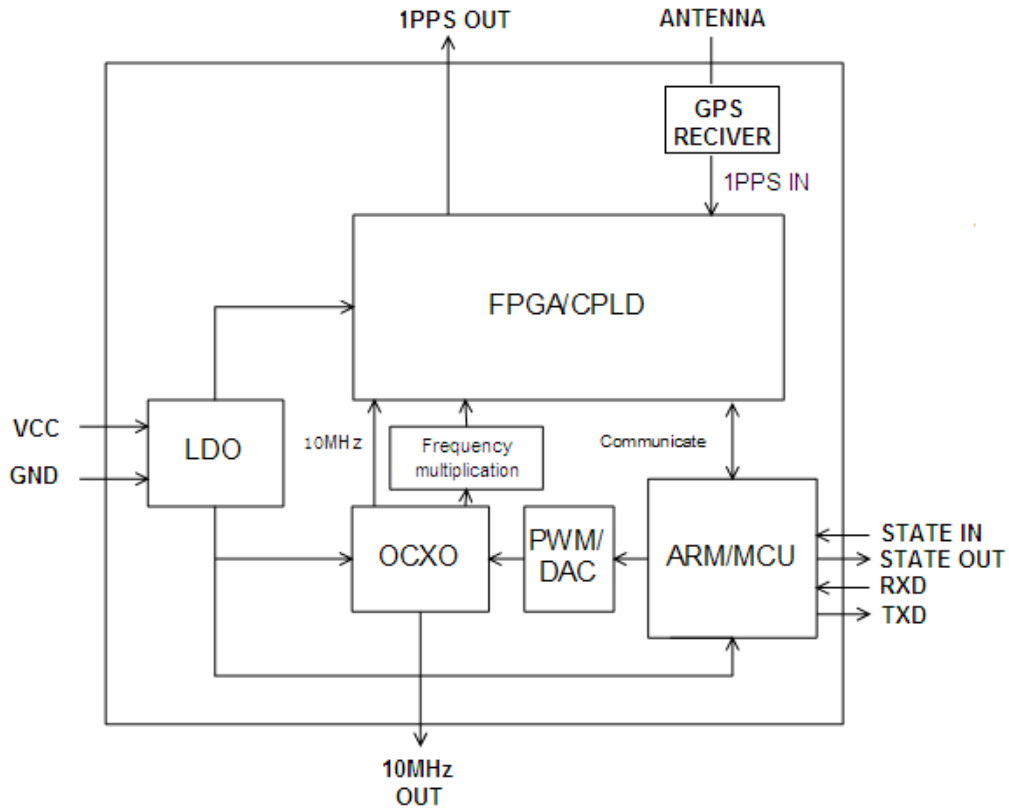 1PPS OUT
ANTENNA
GPS
RECIVER
1PPS IN
FPGA/CPLD
VCC
GND
LDO
10MHz
Frequency
multiplication
Communicate
OCXO
PWM/
DAC
ARM/MCU
STATE IN
STATE OUT
RXD
TXD
10MHz
OUT